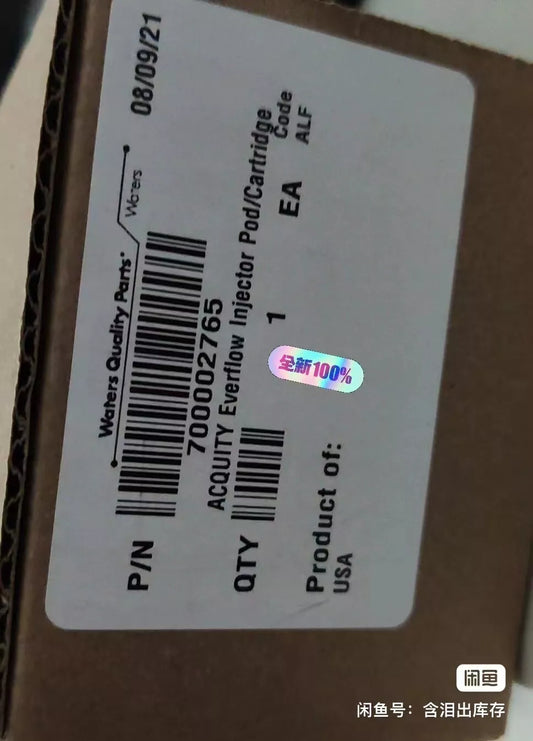 08/09/21
Waters Quality Parts®
Waters
P/N
700002765
ACQUITY Everflow Injector Pod/Cartridge
QTY
1
EA
Code
ALF
Product of:
USA
全新100%
闲鱼
闲鱼号：含泪出库存